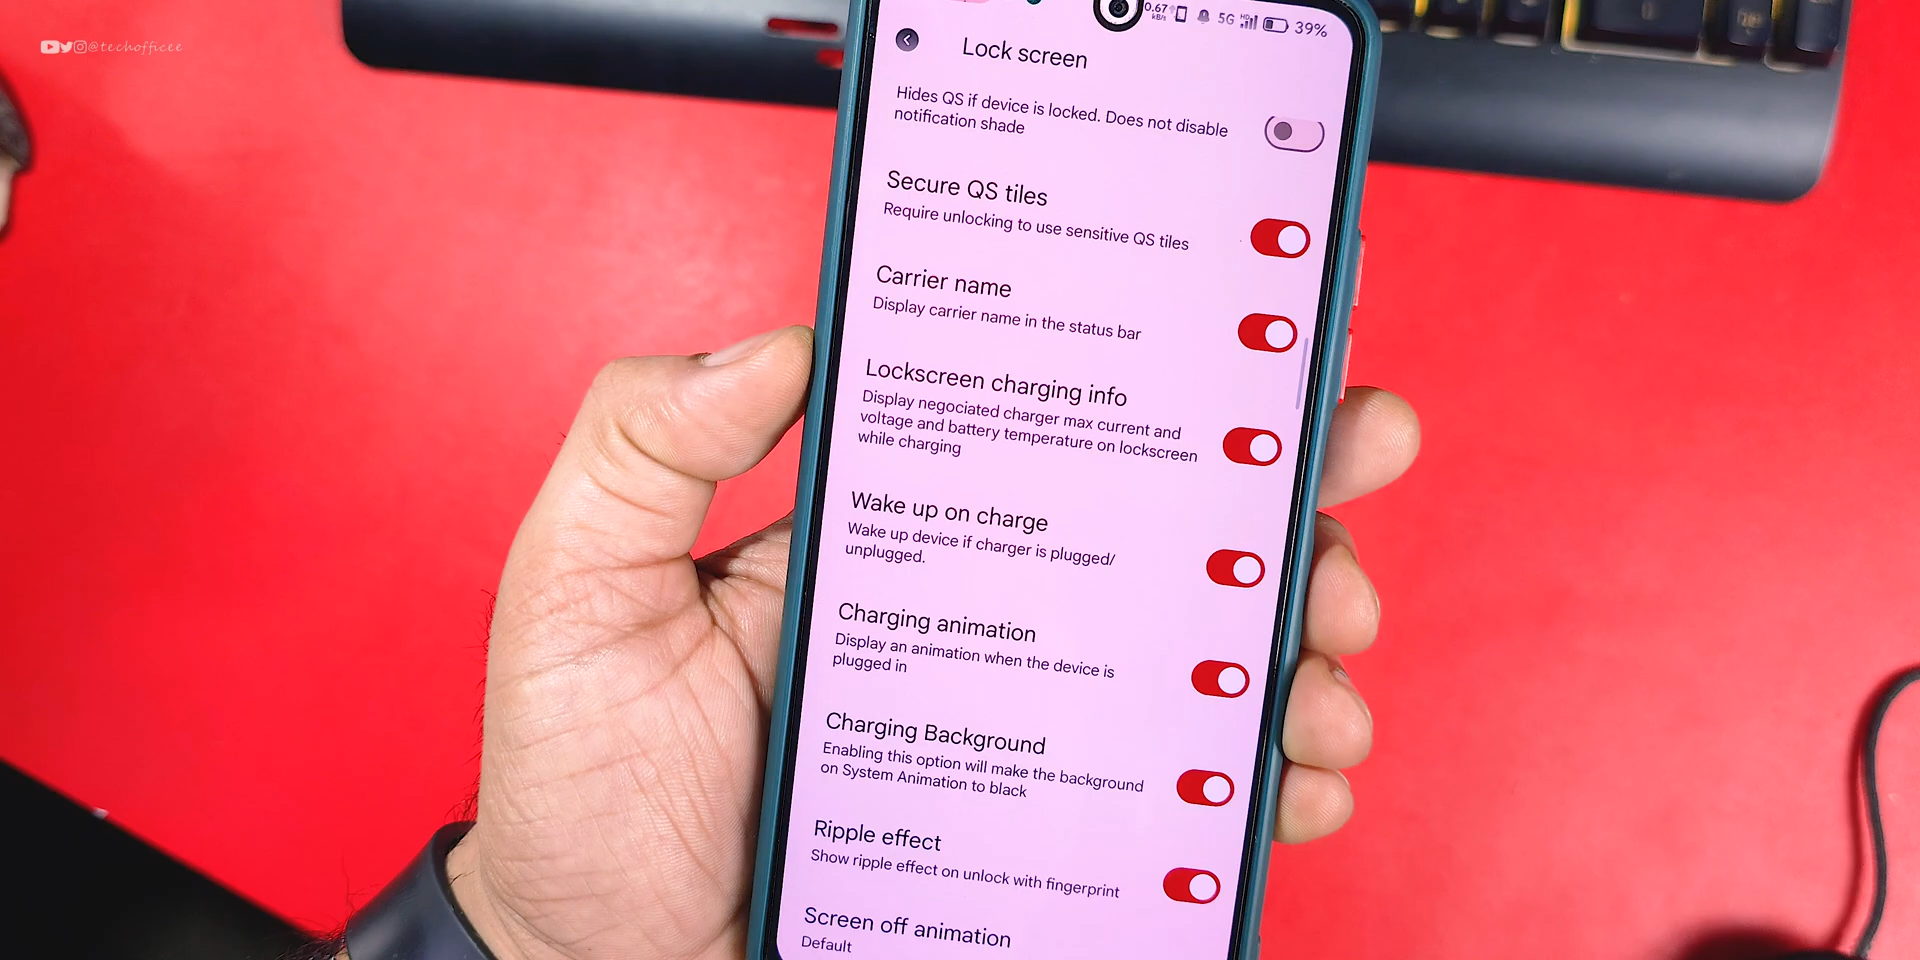 @techofficee
0.67
kB/s
5G
HD
39%
Lock screen
Hides QS if device is locked. Does not disable
notification shade
Secure QS tiles
Require unlocking to use sensitive QS tiles
Carrier name
Display carrier name in the status bar
Lockscreen charging info
Display negociated charger max current and
voltage and battery temperature on lockscreen
while charging
Wake up on charge
Wake up device if charger is plugged/
unplugged.
Charging animation
Display an animation when the device is
plugged in
Charging Background
Enabling this option will make the background
on System Animation to black
Ripple effect
Show ripple effect on unlock with fingerprint
Screen off animation
Default